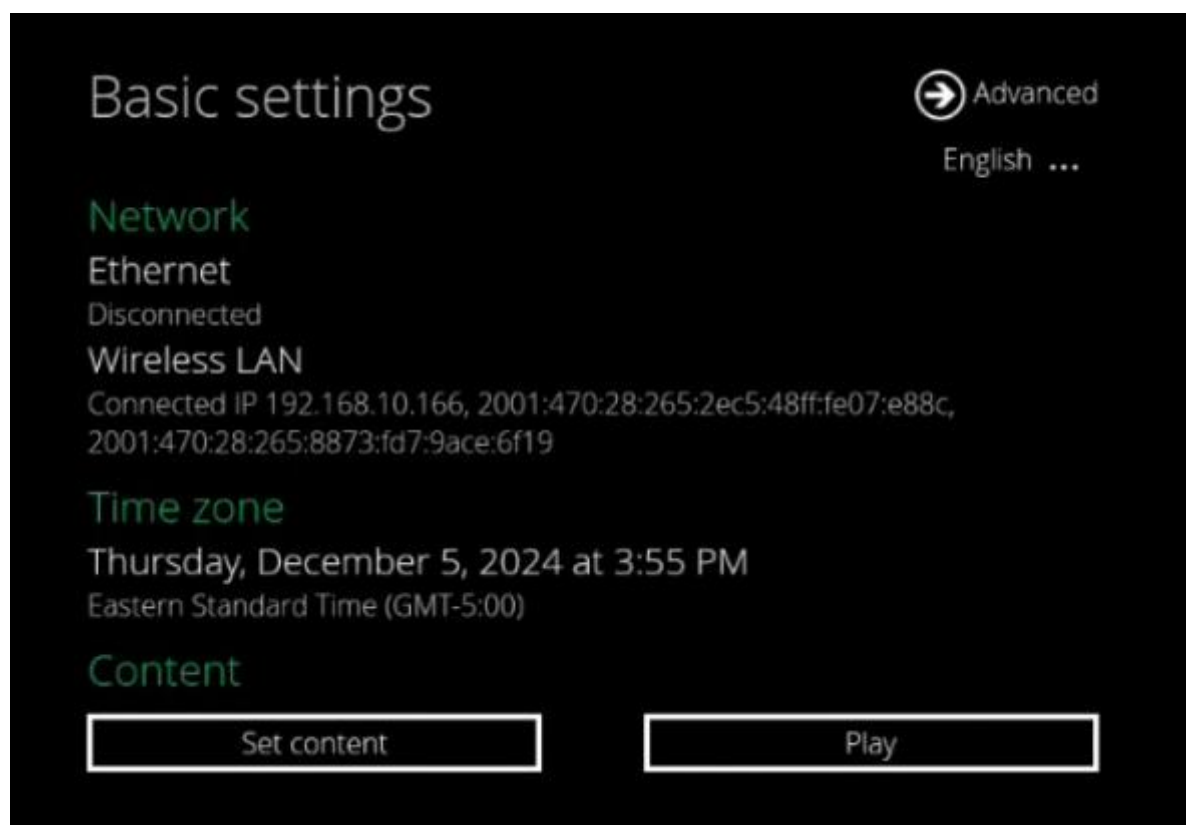 Basic settings
Advanced
English ...
Network
Ethernet
Disconnected
Wireless LAN
Connected IP 192.168.10.166, 2001:470:28:265:2ec5:48ff:fe07:e88c,
2001:470:28:265:8873:fd7:9ace:6f19
Time zone
Thursday, December 5, 2024 at 3:55 PM
Eastern Standard Time (GMT-5:00)
Content
Set content
Play